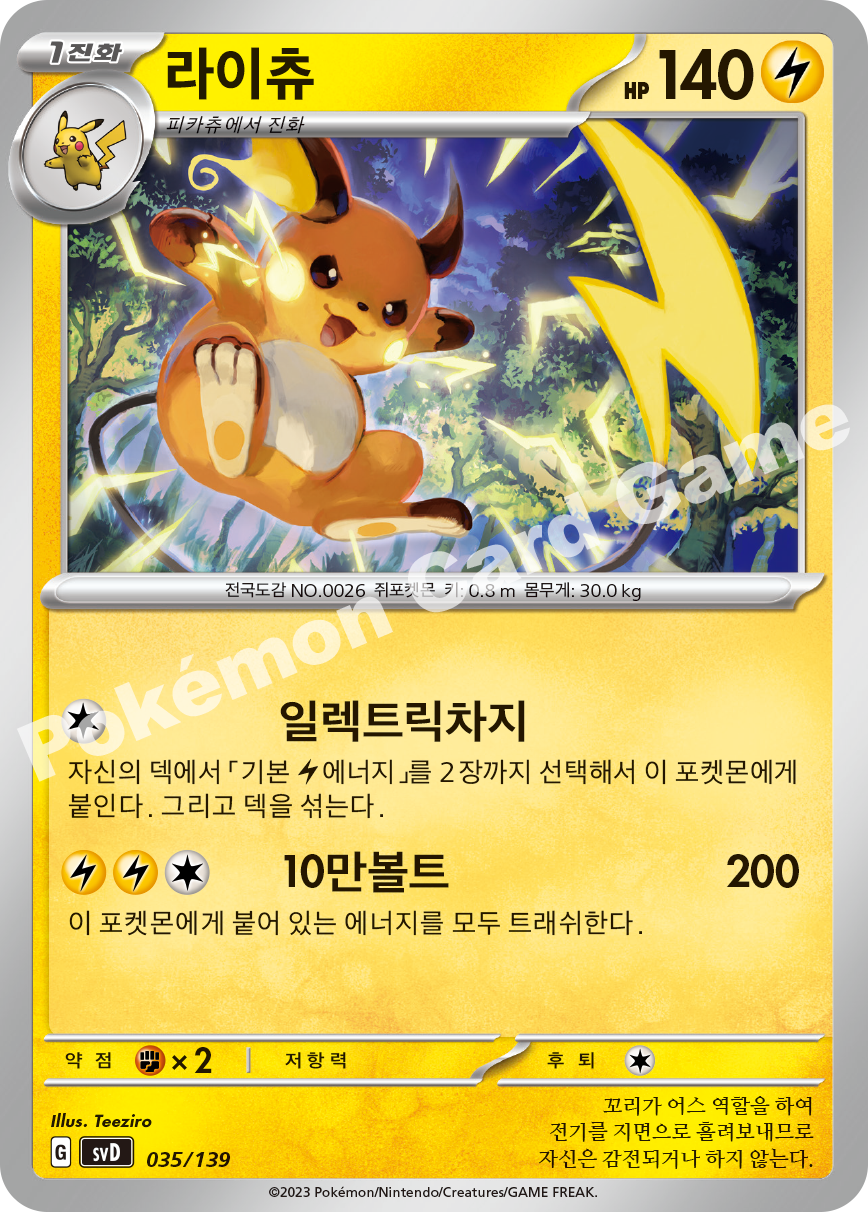 1진화
라이츄
HP 140
피카츄에서 진화
전국도감 NO.0026 쥐포켓몬 키: 0.8 m 몸무게: 30.0 kg
일렉트릭차지
자신의 덱에서 「기본 에너지」를 2장까지 선택해서 이 포켓몬에게
붙인다. 그리고 덱을 섞는다.
10만볼트 200
이 포켓몬에게 붙어 있는 에너지를 모두 트래쉬한다.
약점 ×2 저항력 후퇴
Illus. Teeziro
G svD 035/139
꼬리가 어스 역할을 하여
전기를 지면으로 흘려보내므로
자신은 감전되거나 하지 않는다.
©2023 Pokémon/Nintendo/Creatures/GAME FREAK.
Pokémon Card Game